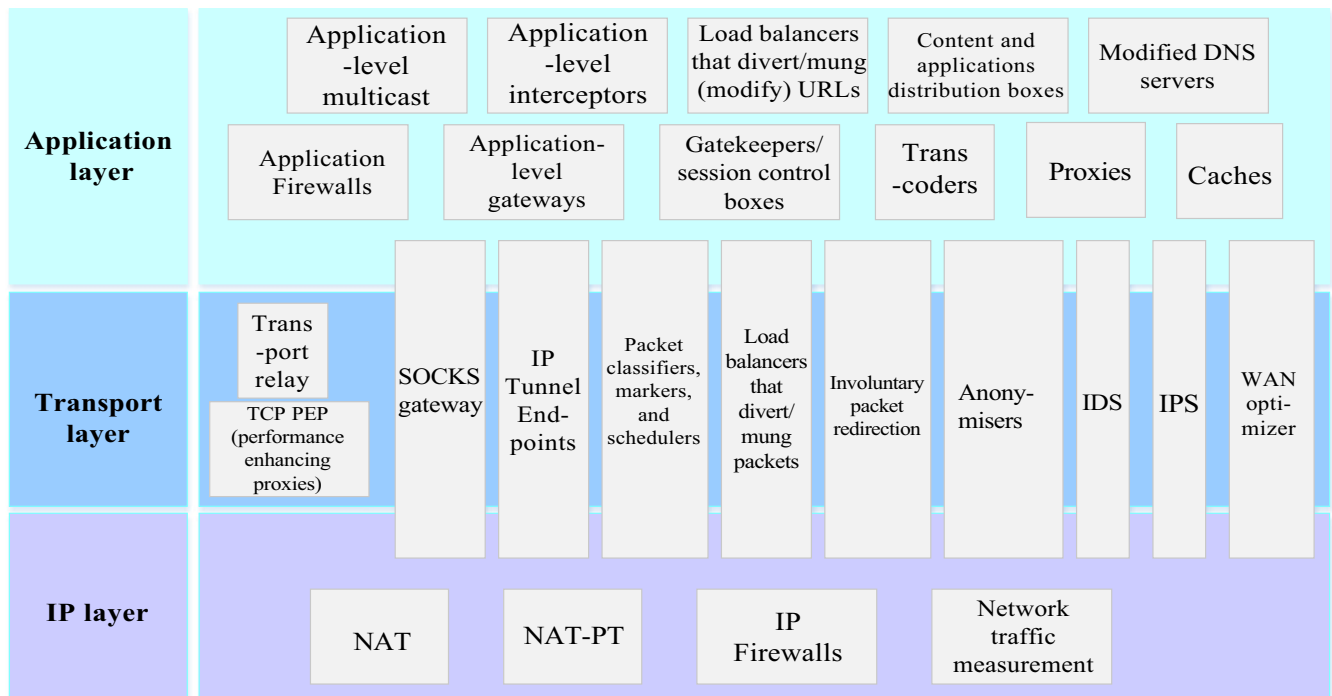 Application
layer
Application
-level
multicast
Application
-level
interceptors
Load balancers
that divert/mung
(modify) URLs
Content and
applications
distribution boxes
Modified DNS
servers
Application
Firewalls
Application-
level
gateways
Gatekeepers/
session control
boxes
Trans
-coders
Proxies
Caches
Transport
layer
Trans
-port
relay
TCP PEP
(performance
enhancing
proxies)
SOCKS
gateway
IP
Tunnel
End-
points
Packet
classifiers,
markers,
and
schedulers
Load
balancers
that
divert/
mung
packets
Involuntary
packet
redirection
Anony-
misers
IDS
IPS
WAN
opti-
mizer
IP layer
NAT
NAT-PT
IP
Firewalls
Network
traffic
measurement